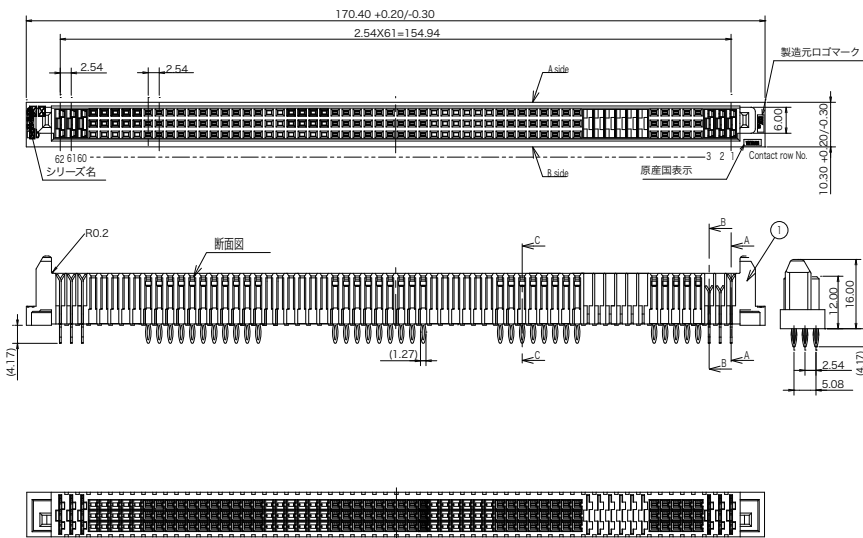 170.40 +0.20/-0.30
2.54X61=154.94
2.54
2.54
A side
製造元ロゴマーク
6.00
10.30 +0.20/-0.30
62 61 60
3 2 1
Contact row No.
シリーズ名
B side
原産国表示
R0.2
断面図
C
B
A
1
(4.17)
(1.27)
C
B
A
12.00
16.00
(4.17)
2.54
5.08